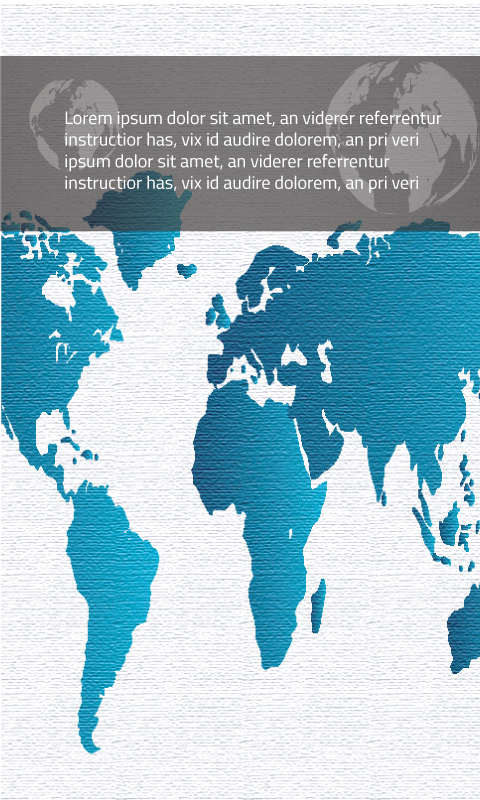 Lorem ipsum dolor sit amet, an viderer referrentur
instructior has, vix id audire dolorem, an pri veri
ipsum dolor sit amet, an viderer referrentur
instructior has, vix id audire dolorem, an pri veri